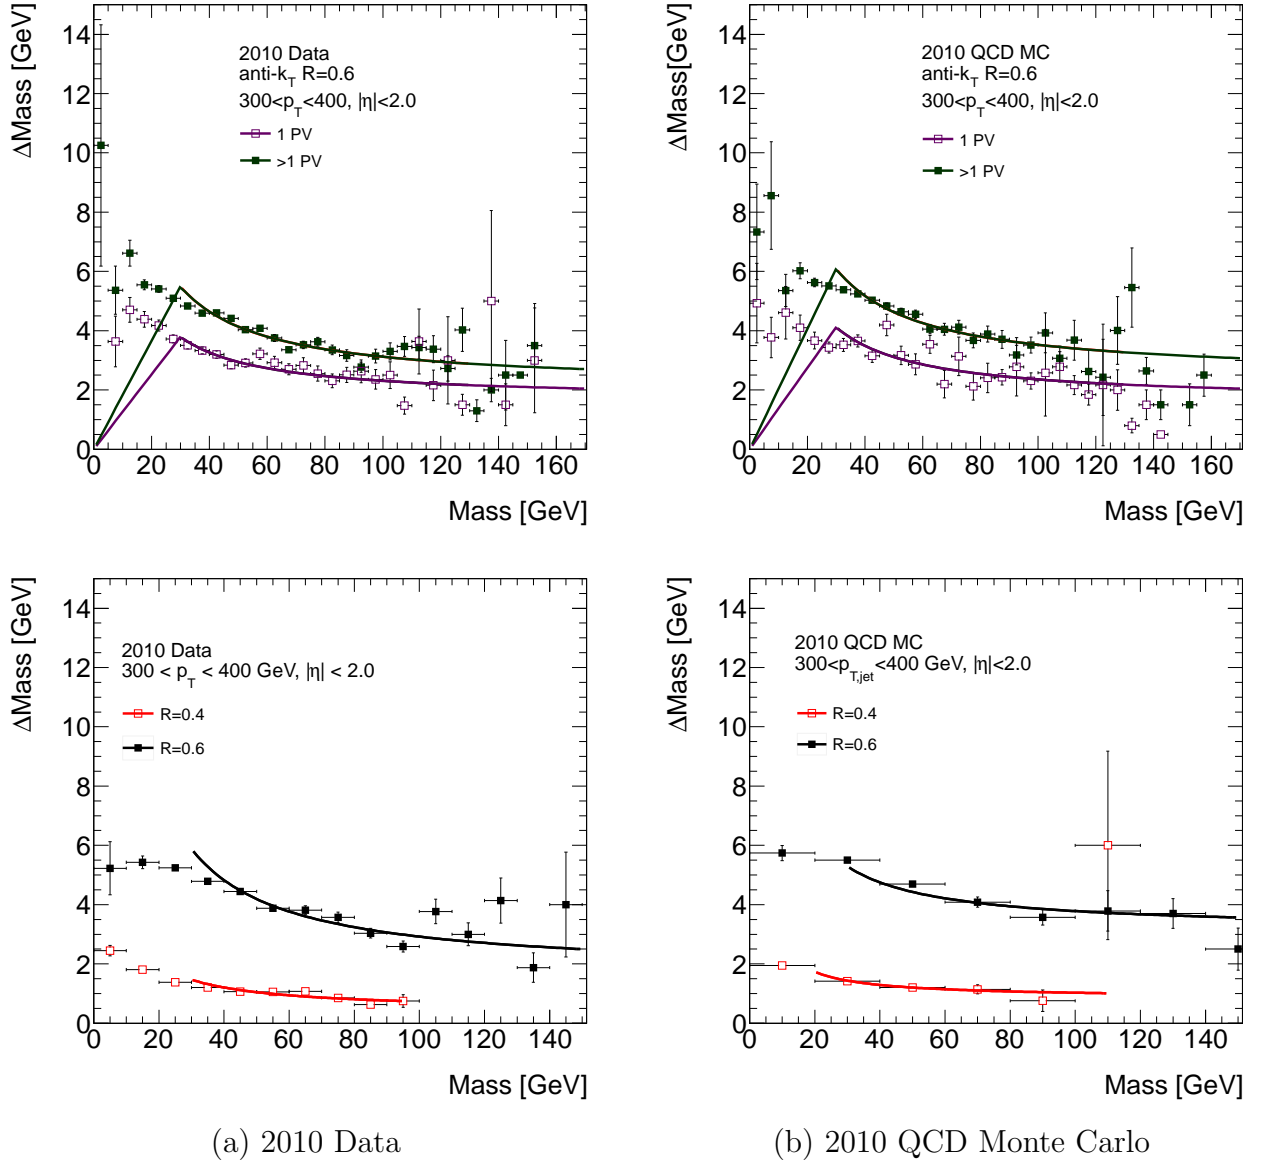 ΔMass [GeV]
14
12
10
8
6
4
2
0
2010 Data
anti-k_T R=0.6
300<p_T<400, |η|<2.0
1 PV
>1 PV
0 20 40 60 80 100 120 140 160
Mass [GeV]
ΔMass[GeV]
14
12
10
8
6
4
2
0
2010 QCD MC
anti-k_T R=0.6
300<p_T<400, |η|<2.0
1 PV
>1 PV
0 20 40 60 80 100 120 140 160
Mass [GeV]
ΔMass [GeV]
14
12
10
8
6
4
2
0
2010 Data
300 < p_T < 400 GeV, |η| < 2.0
R=0.4
R=0.6
0 20 40 60 80 100 120 140
Mass [GeV]
ΔMass [GeV]
14
12
10
8
6
4
2
0
2010 QCD MC
300<p_T,jet<400 GeV, |η|<2.0
R=0.4
R=0.6
0 20 40 60 80 100 120 140
Mass [GeV]
(a) 2010 Data
(b) 2010 QCD Monte Carlo